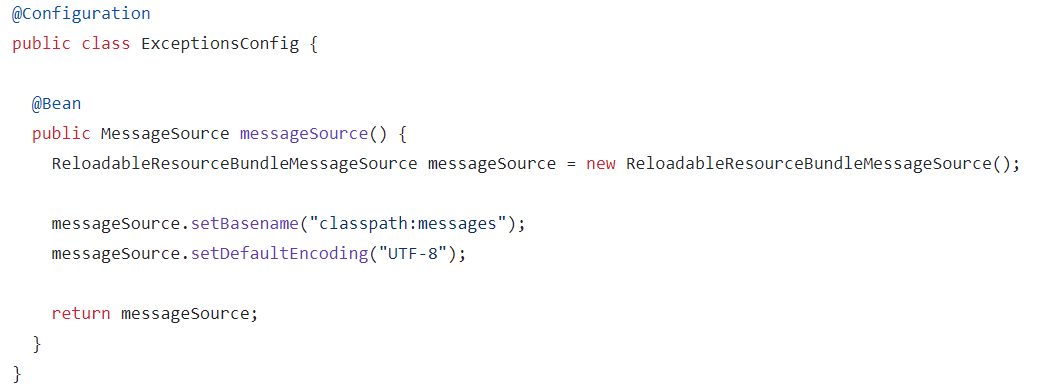 @Configuration
public class ExceptionsConfig {
@Bean
public MessageSource messageSource() {
ReloadableResourceBundleMessageSource messageSource = new ReloadableResourceBundleMessageSource();
messageSource.setBasename("classpath:messages");
messageSource.setDefaultEncoding("UTF-8");
return messageSource;
}
}